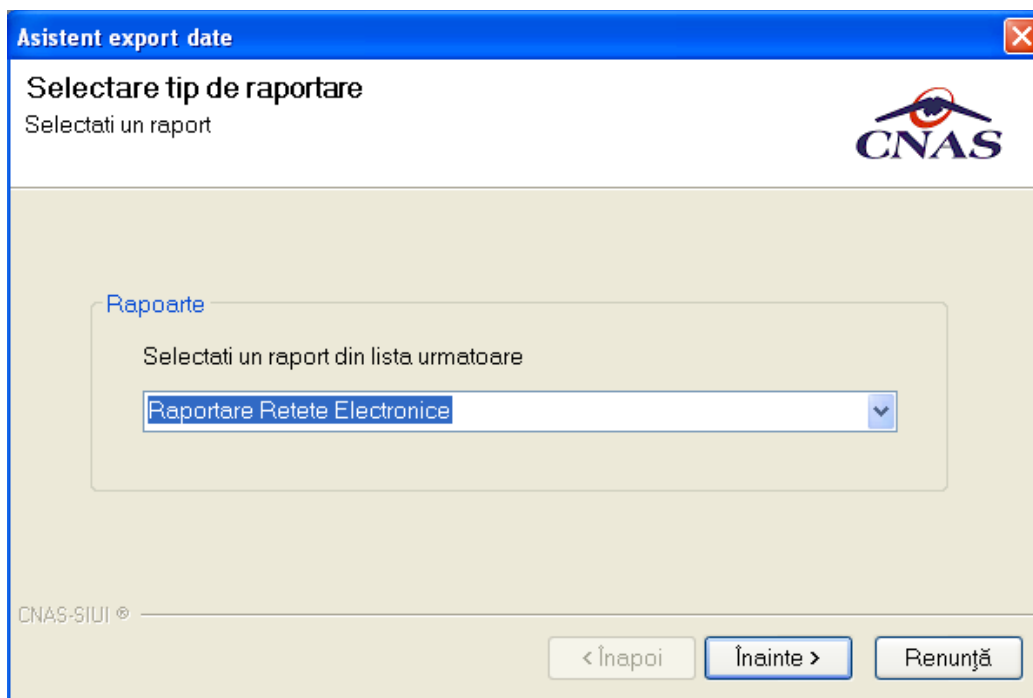 Asistent export date
Selectare tip de raportare
Selectati un raport
CNAS
Rapoarte
Selectati un raport din lista urmatoare
Raportare Retete Electronice
CNAS-SIUI ®
< Înapoi
Înainte >
Renunţă